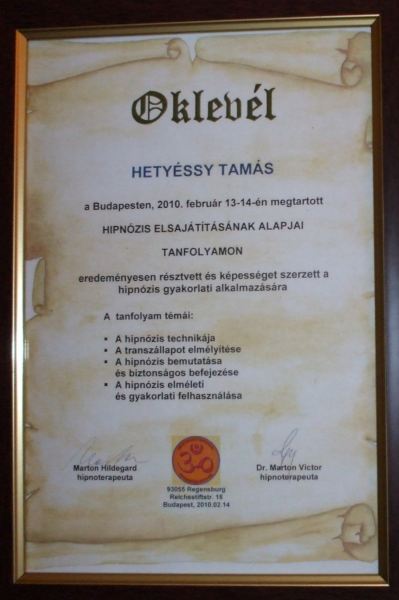 Oklevél
HETYÉSSY TAMÁS
a Budapesten, 2010. február 13-14-én megtartott
HIPNÓZIS ELSAJÁTÍTÁSÁNAK ALAPJAI
TANFOLYAMON
eredeményesen résztvett és képességet szerzett a
hipnózis gyakorlati alkalmazására
A tanfolyam témái:
▪ A hipnózis technikája
▪ A transzállapot elmélyítése
▪ A hipnózis bemutatása
és biztonságos befejezése
▪ A hipnózis elméleti
és gyakorlati felhasználása
Marton Hildegard
hipnoterapeuta
93055 Regensburg
Reichsstiftstr. 16
Budapest, 2010.02.14
Dr. Marton Victor
hipnoterapeuta